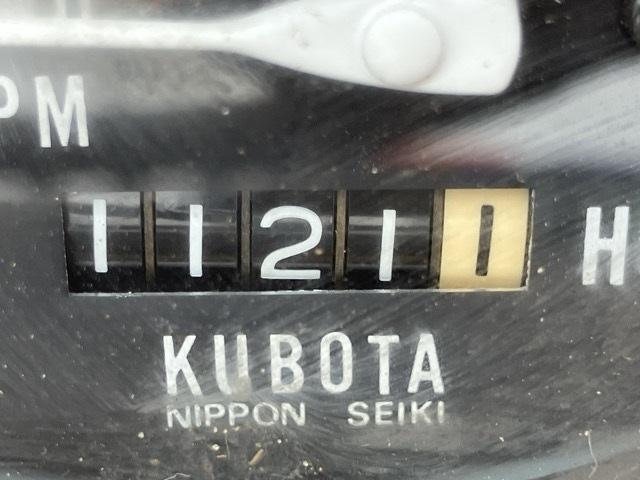 PM
11211 H
KUBOTA
NIPPON SEIKI